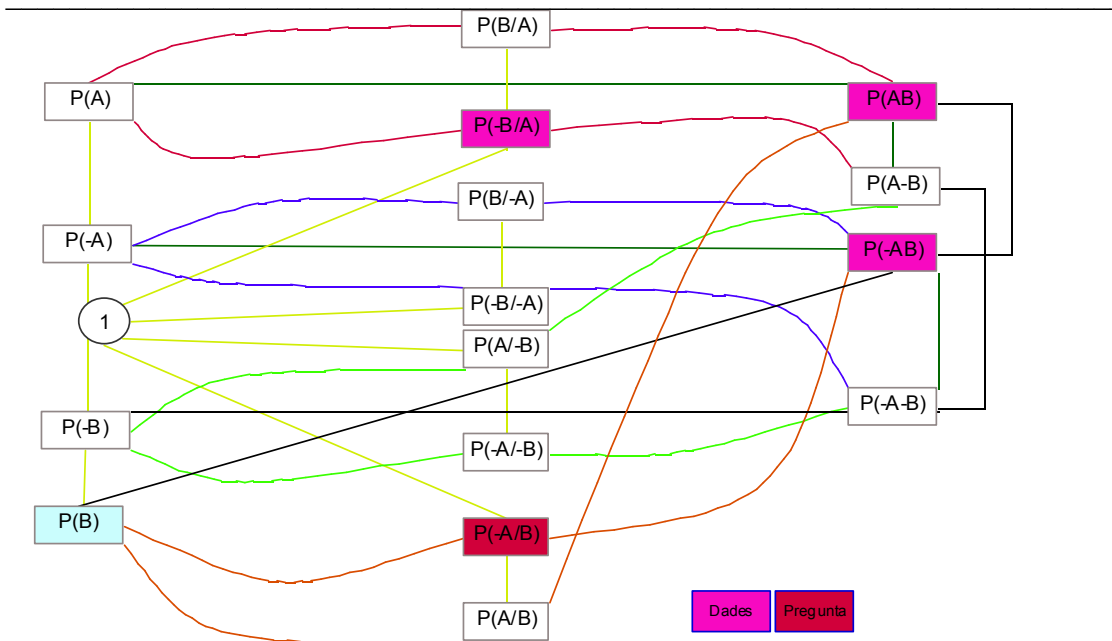 P(B/A)
P(A)
P(AB)
P(-B/A)
P(A-B)
P(B/-A)
P(-A)
P(-AB)
P(-B/-A)
1
P(A/-B)
P(-A-B)
P(-B)
P(-A/-B)
P(B)
P(-A/B)
P(A/B)
Dades
Pregunta